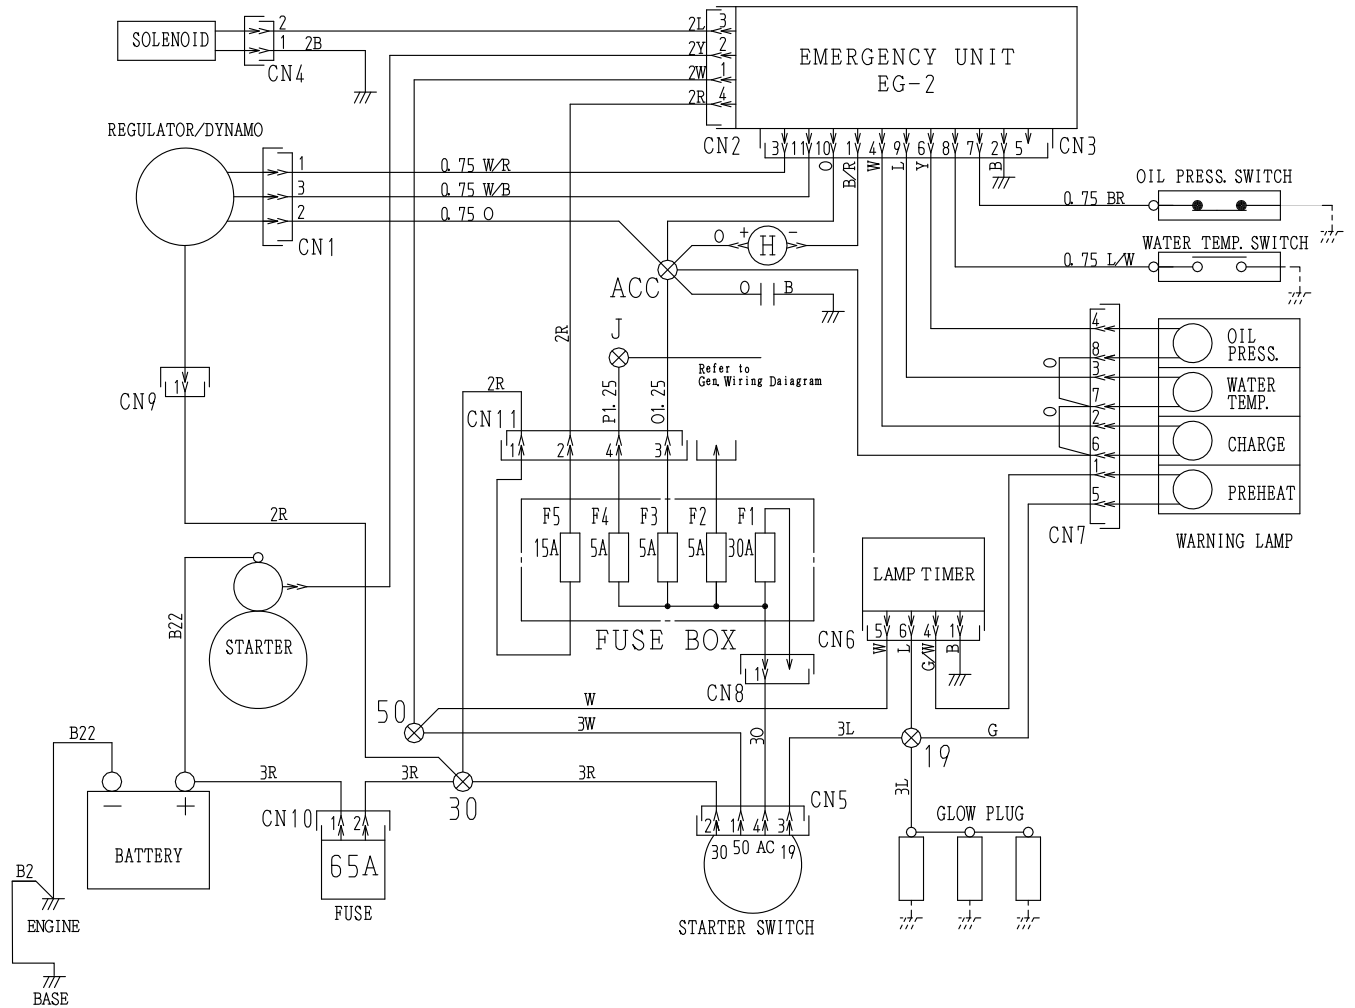 SOLENOID
2
1
2B
CN4
2L
2Y
2W
2R
3
2
1
4
CN2
EMERGENCY UNIT
EG-2
3
11
10
1
4
9
6
8
7
2
5
CN3
O
B/R
W
L
Y
B
REGULATOR/DYNAMO
1
3
2
CN1
0.75 W/R
0.75 W/B
0.75 O
OIL PRESS. SWITCH
0.75 BR
WATER TEMP. SWITCH
0.75 L/W
O
+
H
-
ACC
O
B
J
Refer to
Gen. Wiring Daiagram
2R
P1.25
O1.25
2R
CN11
1
2
4
3
CN9
1
4
8
3
7
2
6
1
5
O
O
CN7
OIL
PRESS.
WATER
TEMP.
CHARGE
PREHEAT
WARNING LAMP
F5
F4
F3
F2
F1
15A
5A
5A
5A
30A
FUSE BOX
CN6
CN8
1
LAMP TIMER
5
6
4
1
W
L
G/W
B
2R
B22
STARTER
50
W
3W
3O
3L
19
G
3L
B22
3R
3R
30
3R
CN5
2
1
4
3
30
50
AC
19
STARTER SWITCH
GLOW PLUG
−
+
BATTERY
CN10
1
2
65A
FUSE
B2
ENGINE
BASE